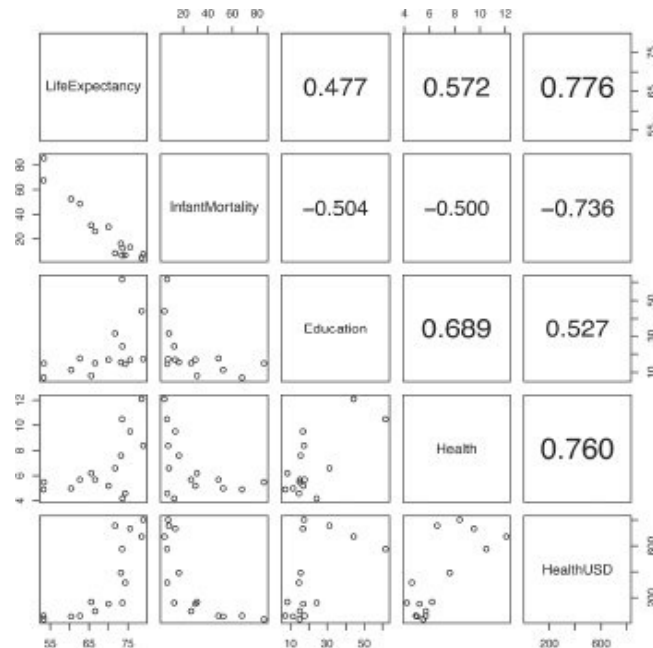 20 40 60 80 4 6 8 10 12
LifeExpectancy 0.477 0.572 0.776 55 65 75
20 40 60 80 InfantMortality −0.504 −0.500 −0.736
Education 0.689 0.527 10 30 50
4 6 8 10 12 Health 0.760
HealthUSD 200 600
55 65 75 10 30 50 200 600